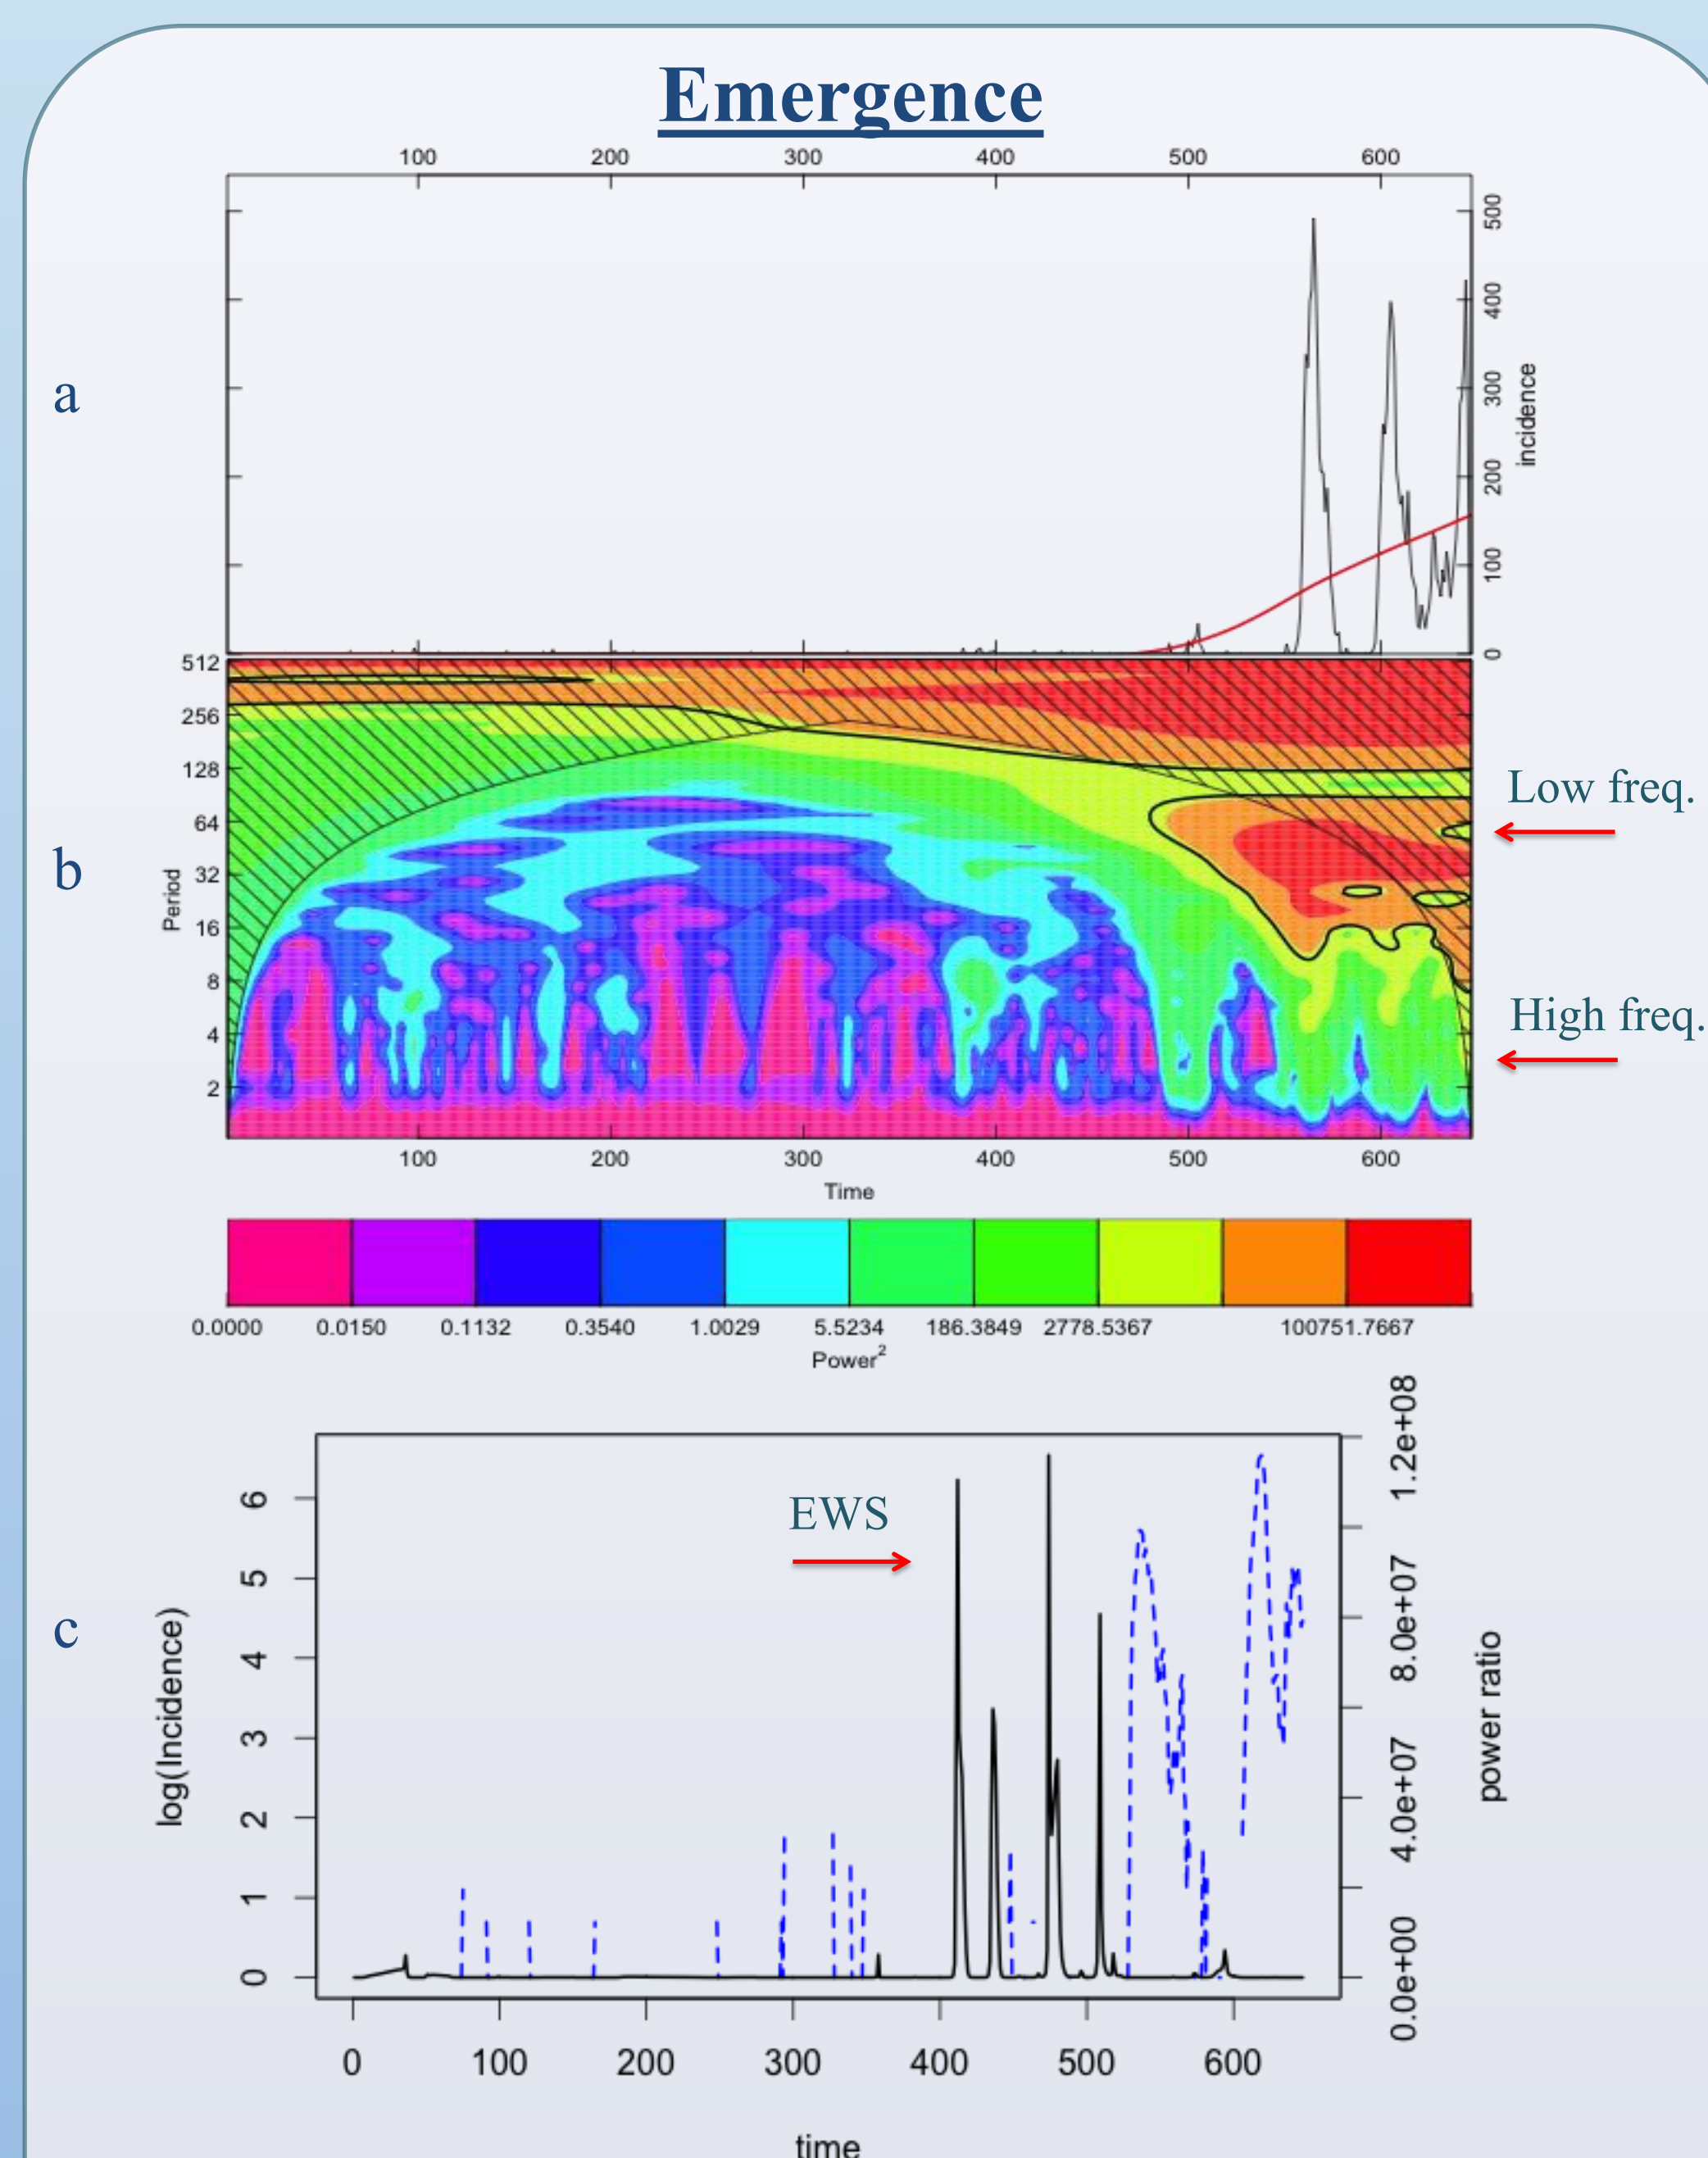 Emergence
100 200 300 400 500 600
a
500
400
300
200
100
0
incidence
b
Period
512
256
128
64
32
16
8
4
2
Low freq.
High freq.
100 200 300 400 500 600
Time
0.0000 0.0150 0.1132 0.3540 1.0029 5.5234 186.3849 2778.5367 100751.7667
Power2
c
log(Incidence)
6
5
4
3
2
1
0
EWS
1.2e+08
8.0e+07
4.0e+07
0.0e+00
power ratio
0 100 200 300 400 500 600
time